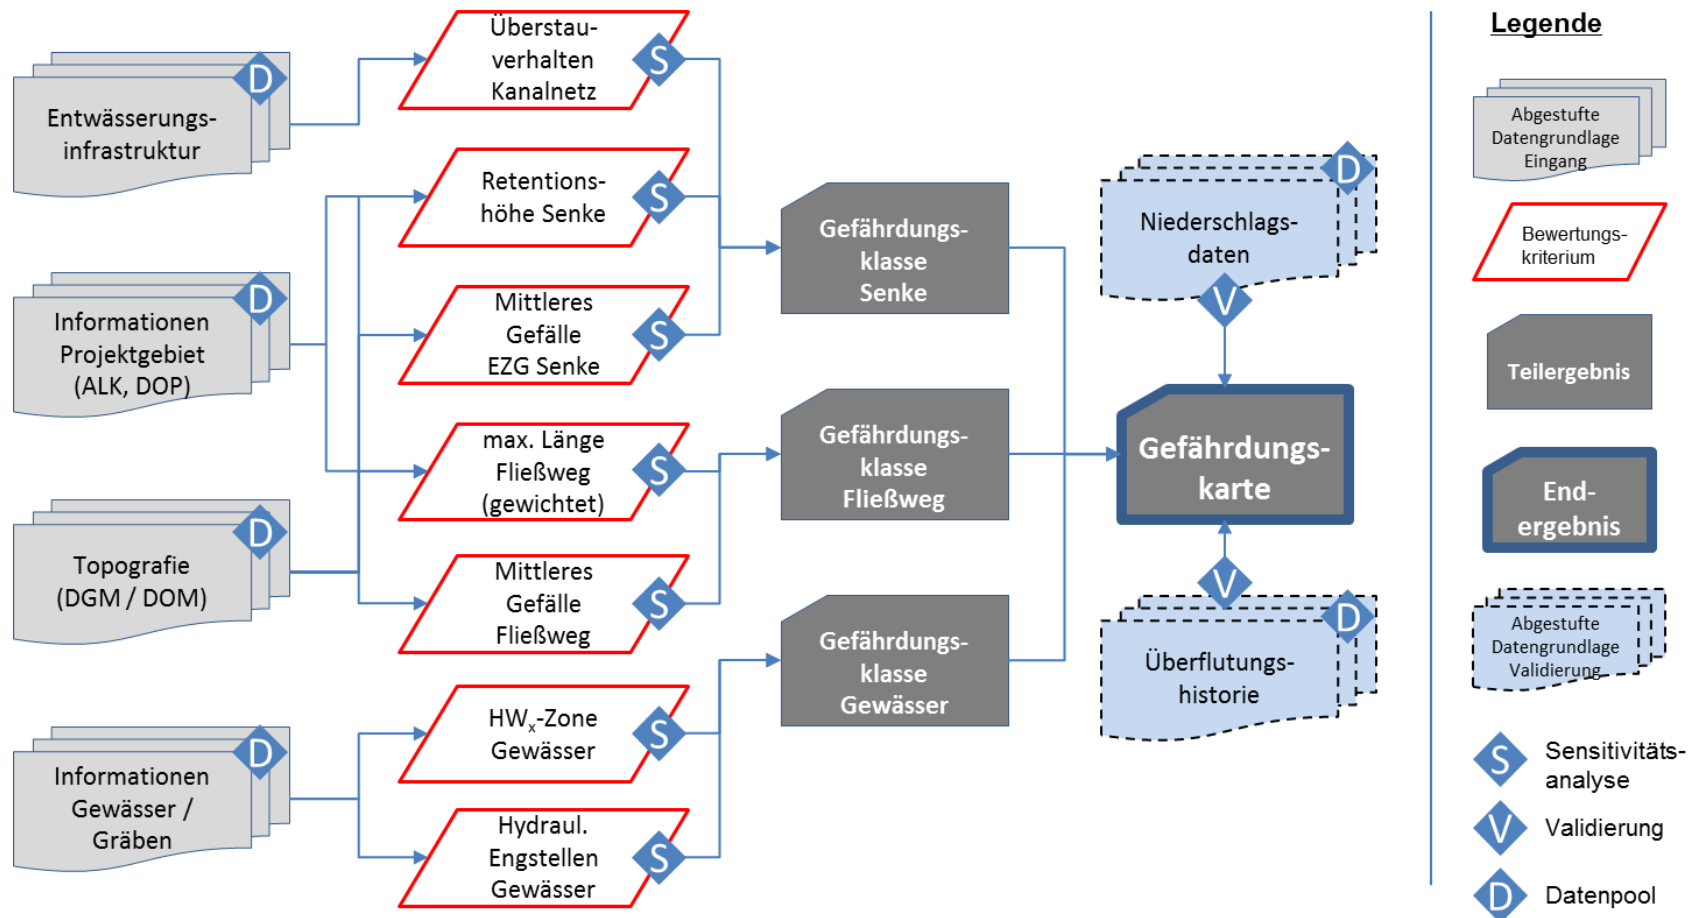 Entwässerungs-
infrastruktur
D
Informationen
Projektgebiet
(ALK, DOP)
D
Topografie
(DGM / DOM)
D
Informationen
Gewässer /
Gräben
D
Überstau-
verhalten
Kanalnetz
S
Retentions-
höhe Senke
S
Mittleres
Gefälle
EZG Senke
S
max. Länge
Fließweg
(gewichtet)
S
Mittleres
Gefälle
Fließweg
S
HWx-Zone
Gewässer
S
Hydraul.
Engstellen
Gewässer
S
Gefährdungs-
klasse
Senke
Gefährdungs-
klasse
Fließweg
Gefährdungs-
klasse
Gewässer
Niederschlags-
daten
D
V
Gefährdungs-
karte
V
Überflutungs-
historie
D
Legende
Abgestufte
Datengrundlage
Eingang
Bewertungs-
kriterium
Teilergebnis
End-
ergebnis
Abgestufte
Datengrundlage
Validierung
S Sensitivitäts-
analyse
V Validierung
D Datenpool